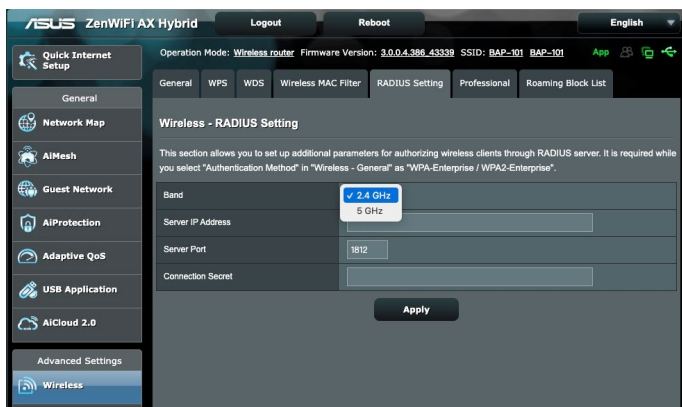 ASUS ZenWiFi AX Hybrid Logout Reboot English
Quick Internet Setup
Operation Mode: Wireless router Firmware Version: 3.0.0.4.386_43339 SSID: BAP-101 BAP-101 App
General WPS WDS Wireless MAC Filter RADIUS Setting Professional Roaming Block List
General
Network Map
AiMesh
Guest Network
AiProtection
Adaptive QoS
USB Application
AiCloud 2.0
Advanced Settings
Wireless
Wireless - RADIUS Setting
This section allows you to set up additional parameters for authorizing wireless clients through RADIUS server. It is required while
you select "Authentication Method" in "Wireless - General" as "WPA-Enterprise / WPA2-Enterprise".
Band ✓ 2.4 GHz
5 GHz
Server IP Address
Server Port 1812
Connection Secret
Apply